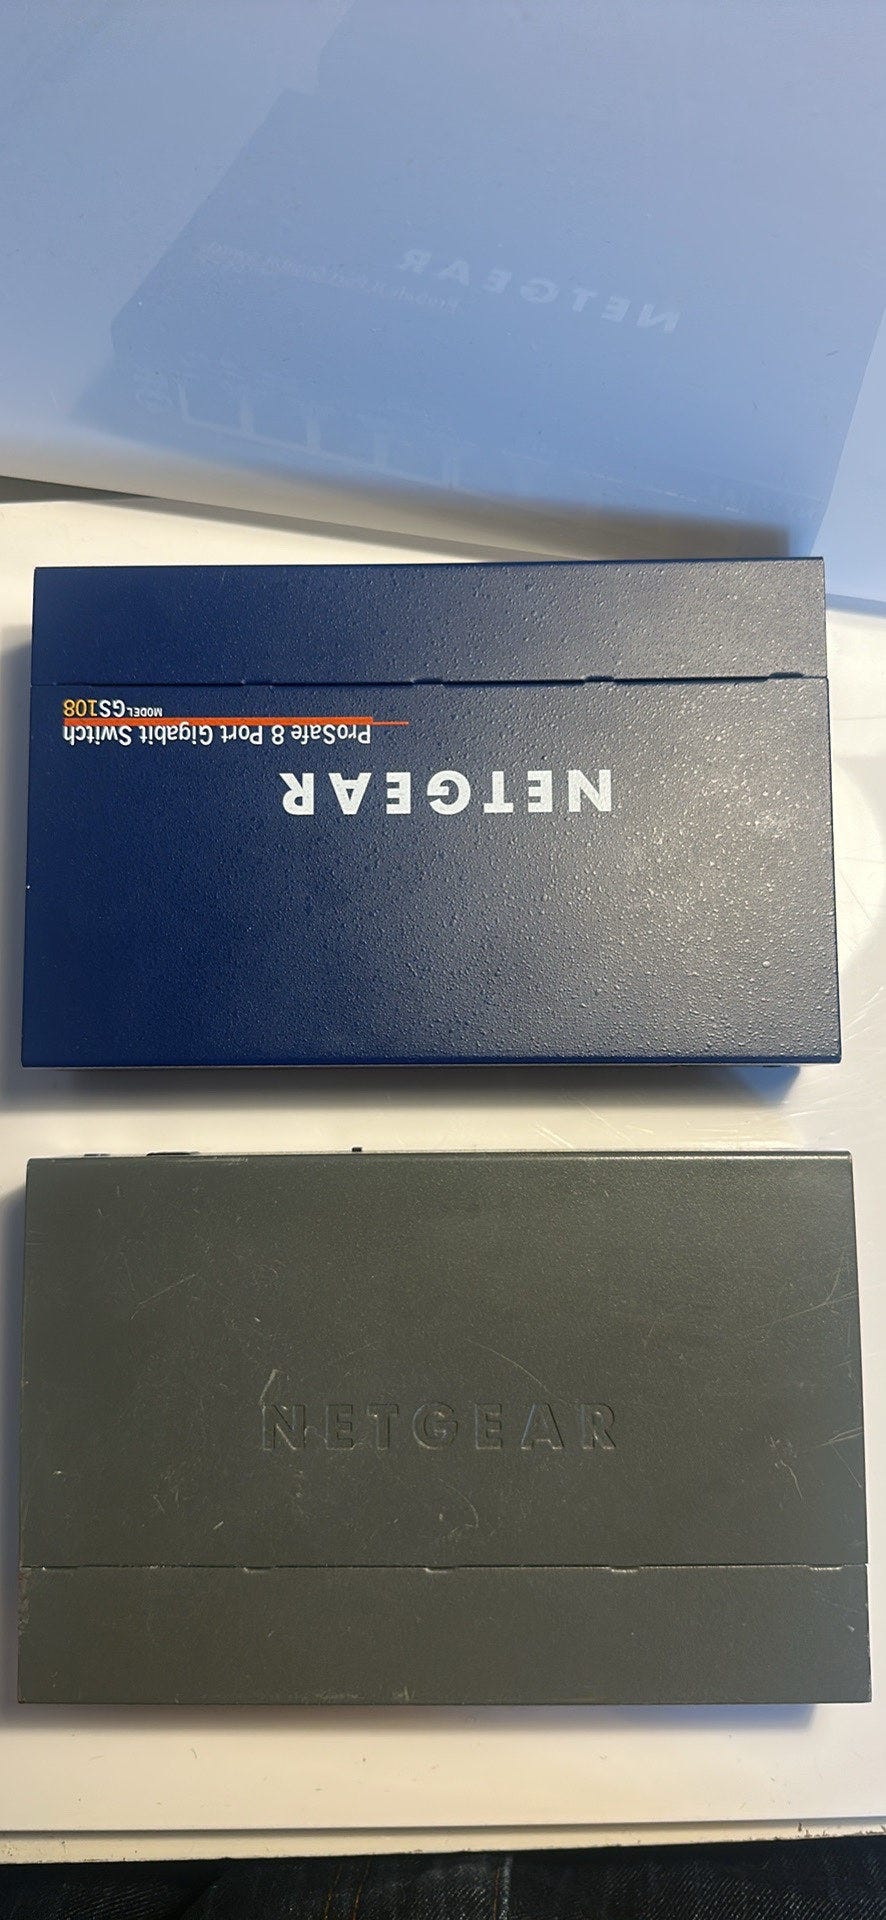 NETGEAR
ProSafe 8 Port Gigabit Switch
MODEL GS108
NETGEAR
NETGEAR